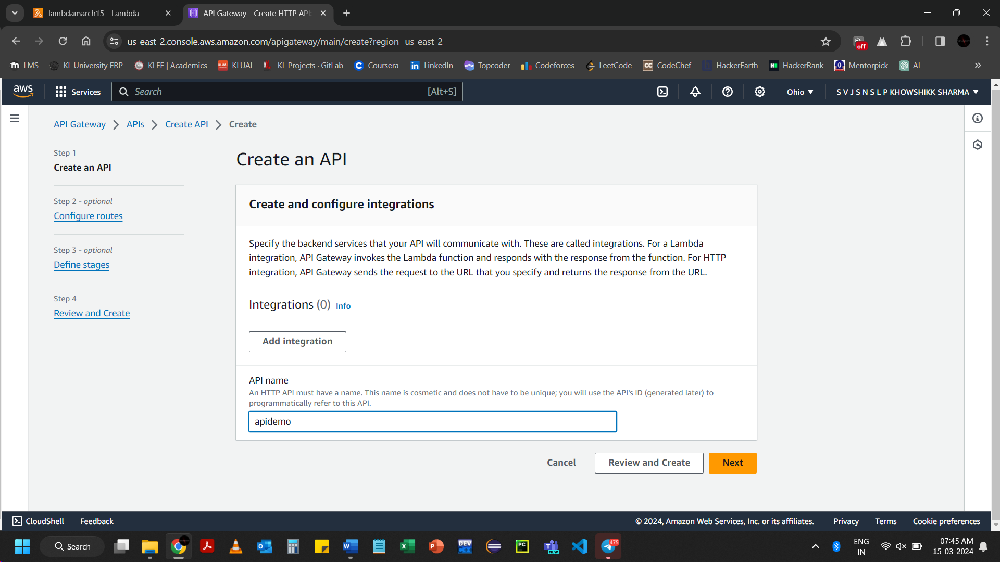 lambdamarch15 - Lambda
API Gateway - Create HTTP API
us-east-2.console.aws.amazon.com/apigateway/main/create?region=us-east-2
off
LMS
KL University ERP
KLEF | Academics
KLUAI
KL Projects · GitLab
Coursera
LinkedIn
Topcoder
Codeforces
LeetCode
CodeChef
HackerEarth
HackerRank
Mentorpick
AI
aws
Services
Search
[Alt+S]
Ohio
S V J S N S L P KHOWSHIKK SHARMA
API Gateway
APIs
Create API
Create
Step 1
Create an API
Step 2 - optional
Configure routes
Step 3 - optional
Define stages
Step 4
Review and Create
Create an API
Create and configure integrations
Specify the backend services that your API will communicate with. These are called integrations. For a Lambda
integration, API Gateway invokes the Lambda function and responds with the response from the function. For HTTP
integration, API Gateway sends the request to the URL that you specify and returns the response from the URL.
Integrations (0) Info
Add integration
API name
An HTTP API must have a name. This name is cosmetic and does not have to be unique; you will use the API's ID (generated later) to
programmatically refer to this API.
apidemo
Cancel
Review and Create
Next
CloudShell
Feedback
© 2024, Amazon Web Services, Inc. or its affiliates.
Privacy
Terms
Cookie preferences
Search
DEV
PC
NEW
475
ENG
IN
07:45 AM
15-03-2024